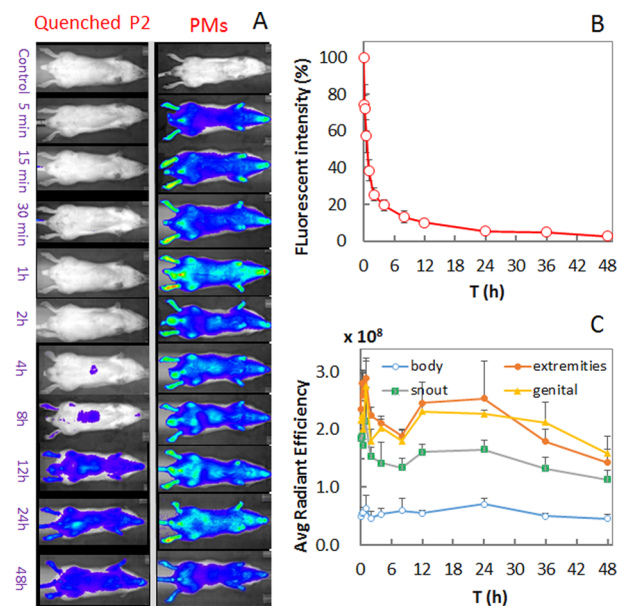 Quenched P2
PMs
A
Control
5 min
15 min
30 min
1h
2h
4h
8h
12h
24h
48h
B
FLuorescent intensity (%)
100
80
60
40
20
0
0 6 12 18 24 30 36 42 48
T (h)
C
x 10⁸
body
extremities
snout
genital
Avg Radiant Efficiency
3.0
2.0
1.0
0.0
0 6 12 18 24 30 36 42 48
T (h)